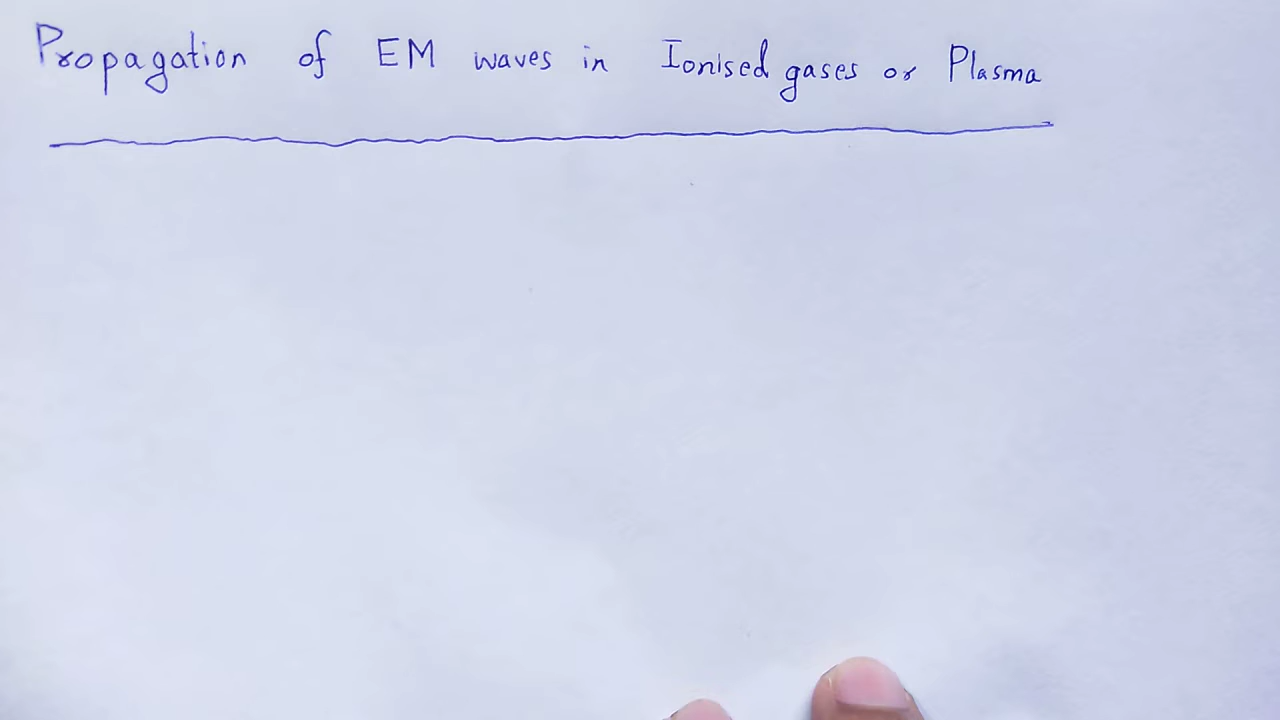 Propagation of EM waves in Ionised gases or Plasma